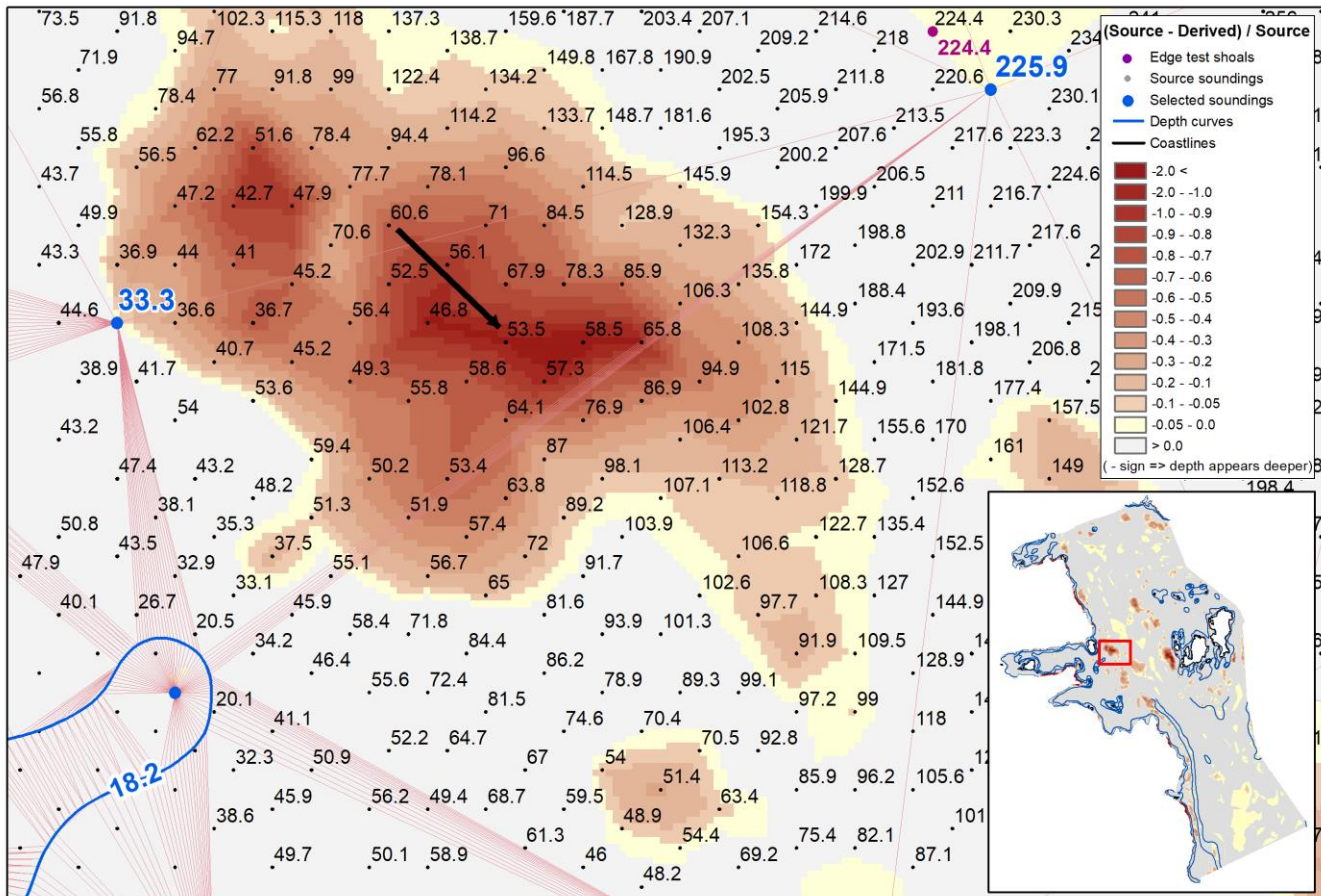 73.5 91.8 102.3 115.3 118 137.3 159.6 187.7 203.4 207.1 214.6 224.4 230.3
94.7 138.7 209.2 218 224.4 234
71.9 149.8 167.8 190.9 225.9
77 91.8 99 122.4 134.2 202.5 211.8 220.6
56.8 78.4 205.9 230.1
114.2 133.7 148.7 181.6 213.5
55.8 62.2 51.6 78.4 94.4 195.3 207.6 217.6 223.3 2
56.5 96.6 200.2
43.7 77.7 78.1 114.5 145.9 206.5 224.6
47.2 42.7 47.9 199.9 211 216.7
49.9 60.6 71 84.5 128.9 154.3
70.6 132.3 198.8 217.6
43.3 36.9 44 41 56.1 172 202.9 211.7
45.2 52.5 67.9 78.3 85.9 135.8
33.3 106.3 188.4 209.9
44.6 36.6 36.7 56.4 46.8 144.9 193.6 215
53.5 58.5 65.8 108.3 198.1
40.7 45.2 171.5 206.8
38.9 41.7 49.3 58.6 57.3 94.9 115 181.8
53.6 55.8 86.9 144.9 177.4
54 64.1 76.9 102.8 157.5
43.2 106.4 121.7 155.6 170
59.4 87 161
47.4 43.2 50.2 53.4 98.1 113.2 128.7 149
48.2 63.8 107.1 118.8 152.6 198.4
38.1 51.3 51.9 89.2
50.8 35.3 57.4 103.9 122.7 135.4
43.5 37.5 72 106.6 152.5
47.9 32.9 55.1 56.7 91.7
33.1 65 102.6 108.3 127
40.1 26.7 45.9 81.6 97.7 144.9
20.5 58.4 71.8 93.9 101.3
34.2 84.4 91.9 109.5
46.4 86.2 128.9
55.6 72.4 78.9 89.3 99.1
20.1 81.5 97.2 99
41.1 74.6 70.4 118
52.2 64.7 70.5 92.8
32.3 50.9 67 54
18.2 51.4 85.9 96.2 105.6
45.9 56.2 49.4 68.7 59.5 63.4
38.6 48.9 101
61.3 54.4 75.4 82.1
49.7 50.1 58.9 46 69.2 87.1
48.2
(Source - Derived) / Source
Edge test shoals
Source soundings
Selected soundings
Depth curves
Coastlines
-2.0 <
-2.0 - -1.0
-1.0 - -0.9
-0.9 - -0.8
-0.8 - -0.7
-0.7 - -0.6
-0.6 - -0.5
-0.5 - -0.4
-0.4 - -0.3
-0.3 - -0.2
-0.2 - -0.1
-0.1 - -0.05
-0.05 - 0.0
> 0.0
( - sign => depth appears deeper)